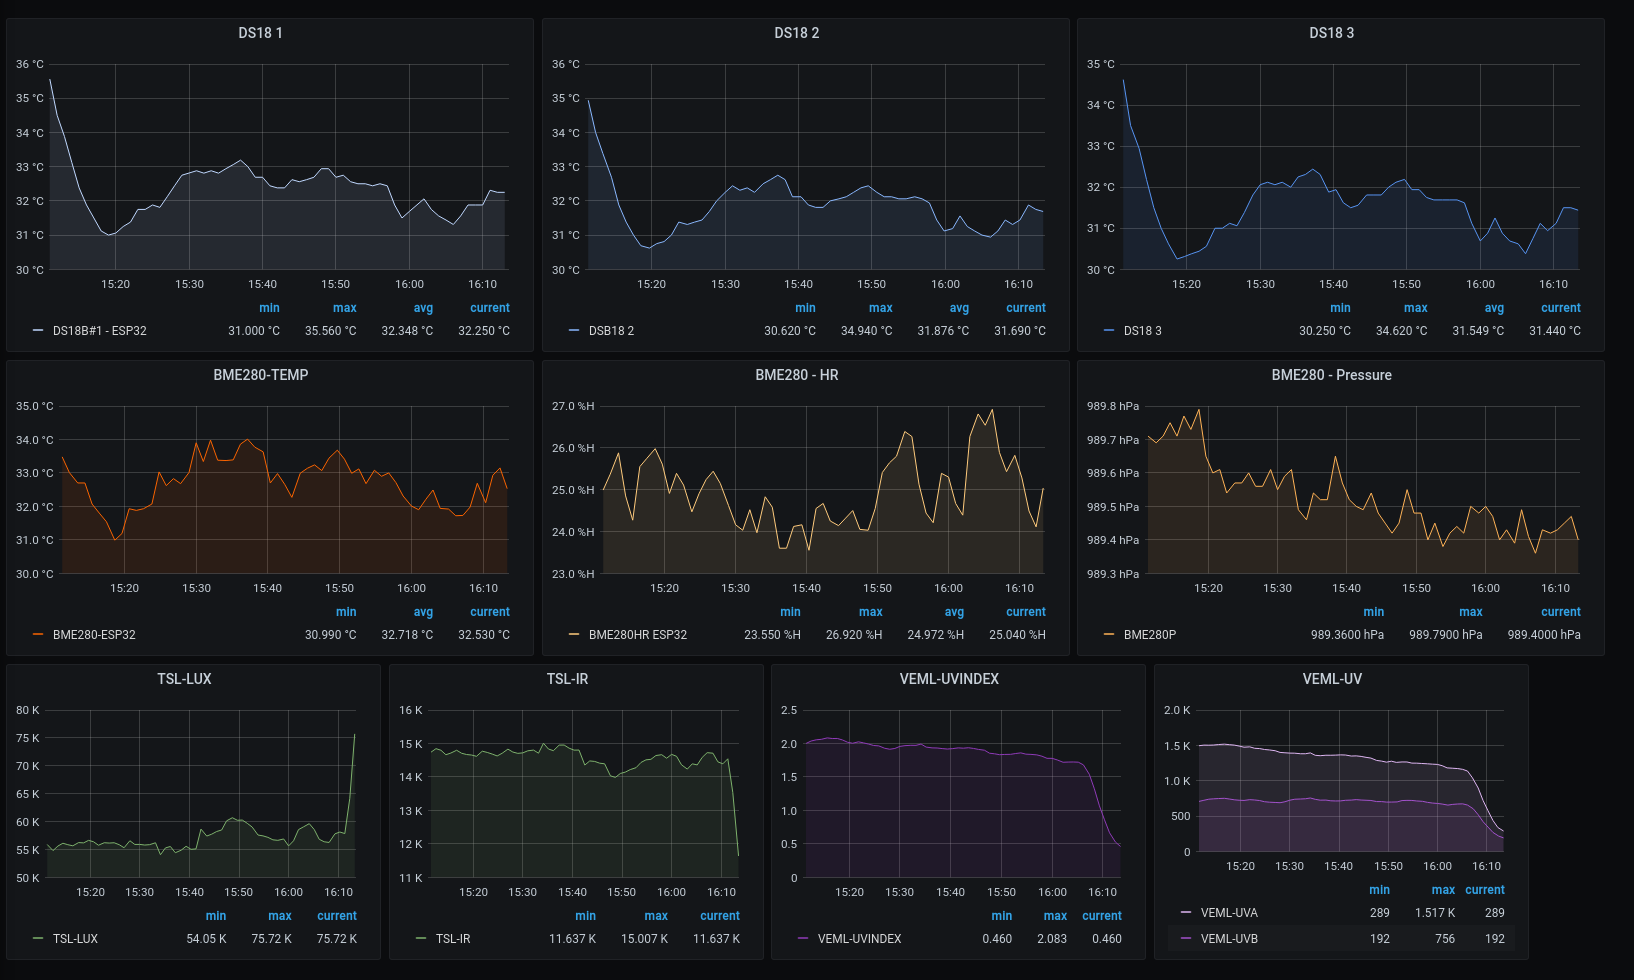 DS18 1
36 °C
35 °C
34 °C
33 °C
32 °C
31 °C
30 °C
15:20 15:30 15:40 15:50 16:00 16:10
min max avg current
DS18B#1 - ESP32 31.000 °C 35.560 °C 32.348 °C 32.250 °C
DS18 2
36 °C
35 °C
34 °C
33 °C
32 °C
31 °C
30 °C
15:20 15:30 15:40 15:50 16:00 16:10
min max avg current
DSB18 2 30.620 °C 34.940 °C 31.876 °C 31.690 °C
DS18 3
35 °C
34 °C
33 °C
32 °C
31 °C
30 °C
15:20 15:30 15:40 15:50 16:00 16:10
min max avg current
DS18 3 30.250 °C 34.620 °C 31.549 °C 31.440 °C
BME280-TEMP
35.0 °C
34.0 °C
33.0 °C
32.0 °C
31.0 °C
30.0 °C
15:20 15:30 15:40 15:50 16:00 16:10
min avg current
BME280-ESP32 30.990 °C 32.718 °C 32.530 °C
BME280 - HR
27.0 %H
26.0 %H
25.0 %H
24.0 %H
23.0 %H
15:20 15:30 15:40 15:50 16:00 16:10
min max avg current
BME280HR ESP32 23.550 %H 26.920 %H 24.972 %H 25.040 %H
BME280 - Pressure
989.8 hPa
989.7 hPa
989.6 hPa
989.5 hPa
989.4 hPa
989.3 hPa
15:20 15:30 15:40 15:50 16:00 16:10
min max current
BME280P 989.3600 hPa 989.7900 hPa 989.4000 hPa
TSL-LUX
80 K
75 K
70 K
65 K
60 K
55 K
50 K
15:20 15:30 15:40 15:50 16:00 16:10
min max current
TSL-LUX 54.05 K 75.72 K 75.72 K
TSL-IR
16 K
15 K
14 K
13 K
12 K
11 K
15:20 15:30 15:40 15:50 16:00 16:10
min max current
TSL-IR 11.637 K 15.007 K 11.637 K
VEML-UVINDEX
2.5
2.0
1.5
1.0
0.5
0
15:20 15:30 15:40 15:50 16:00 16:10
min max current
VEML-UVINDEX 0.460 2.083 0.460
VEML-UV
2.0 K
1.5 K
1.0 K
500
0
15:20 15:30 15:40 15:50 16:00 16:10
min max current
VEML-UVA 289 1.517 K 289
VEML-UVB 192 756 192